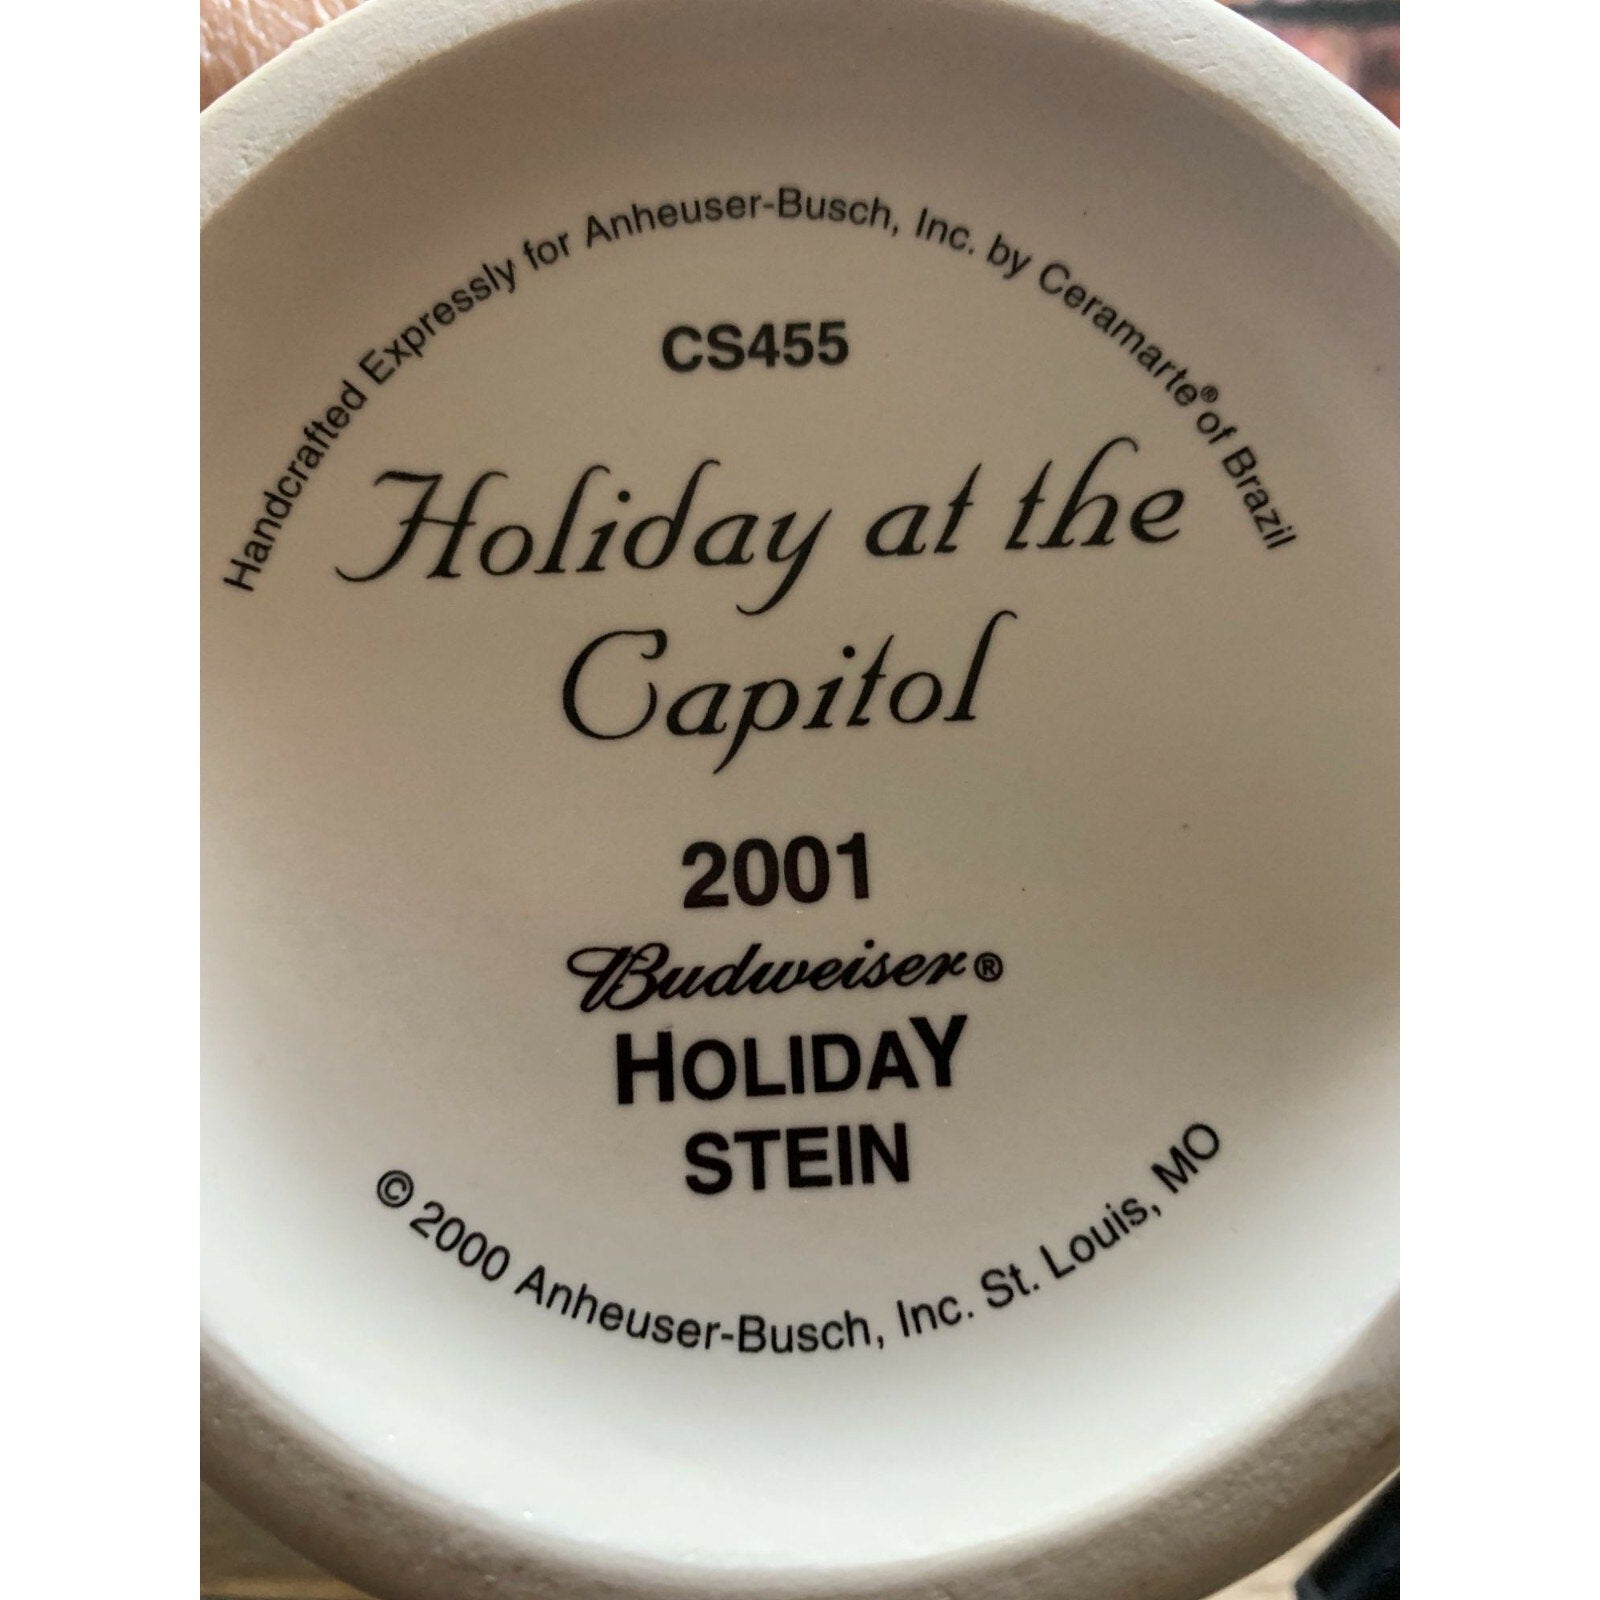 Handcrafted Expressly for Anheuser-Busch, Inc. by Ceramarte® of Brazil
CS455
Holiday at the
Capitol
2001
Budweiser®
HOLIDAY
STEIN
© 2000 Anheuser-Busch, Inc. St. Louis, MO